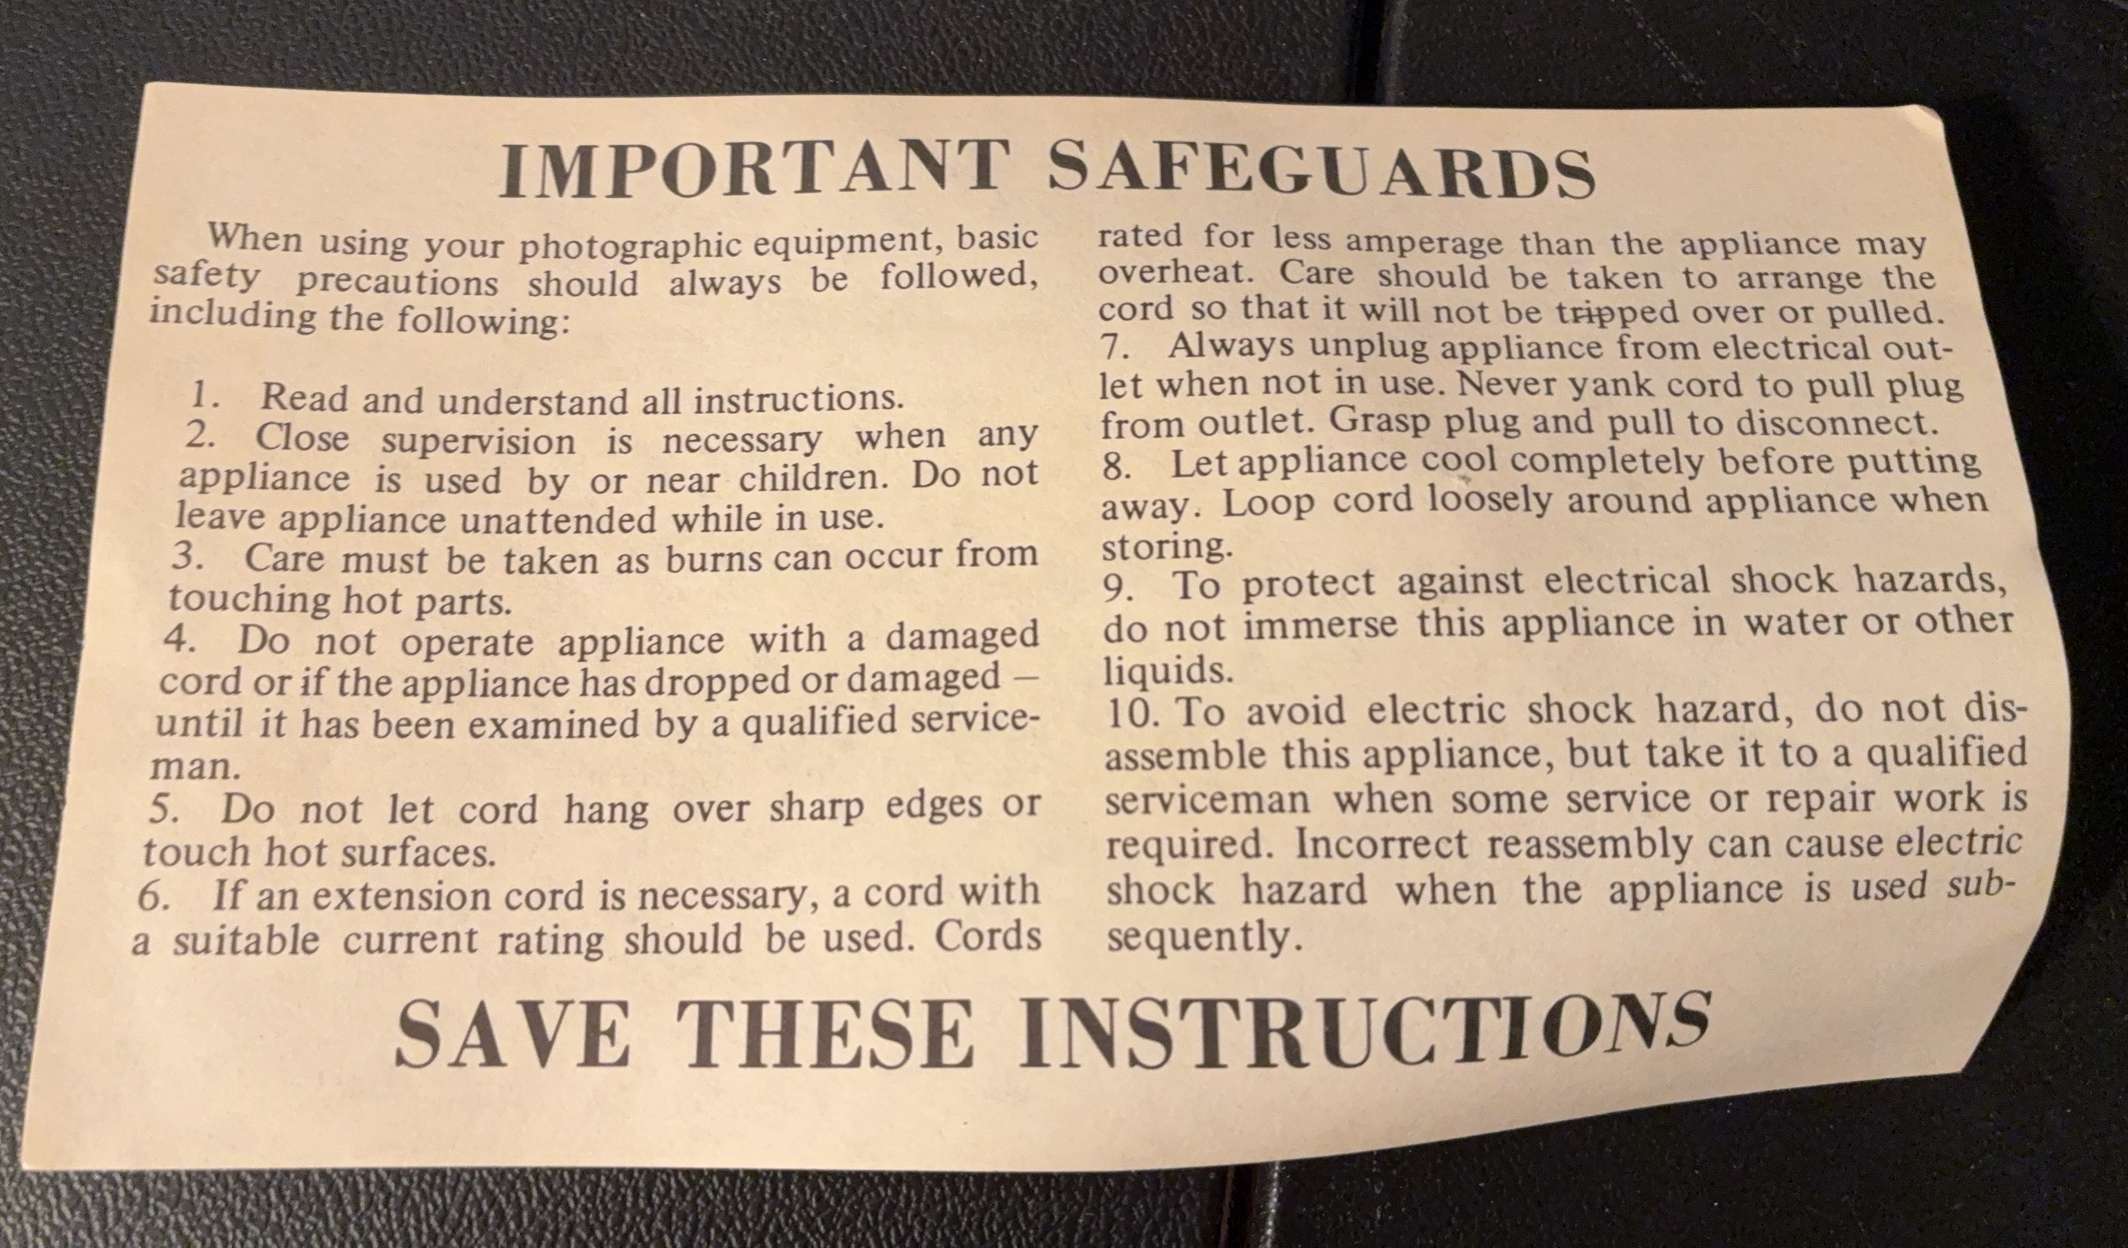 IMPORTANT SAFEGUARDS
When using your photographic equipment, basic
safety precautions should always be followed,
including the following:
1. Read and understand all instructions.
2. Close supervision is necessary when any
appliance is used by or near children. Do not
leave appliance unattended while in use.
3. Care must be taken as burns can occur from
touching hot parts.
4. Do not operate appliance with a damaged
cord or if the appliance has dropped or damaged —
until it has been examined by a qualified service-
man.
5. Do not let cord hang over sharp edges or
touch hot surfaces.
6. If an extension cord is necessary, a cord with
a suitable current rating should be used. Cords
rated for less amperage than the appliance may
overheat. Care should be taken to arrange the
cord so that it will not be tripped over or pulled.
7. Always unplug appliance from electrical out-
let when not in use. Never yank cord to pull plug
from outlet. Grasp plug and pull to disconnect.
8. Let appliance cool completely before putting
away. Loop cord loosely around appliance when
storing.
9. To protect against electrical shock hazards,
do not immerse this appliance in water or other
liquids.
10. To avoid electric shock hazard, do not dis-
assemble this appliance, but take it to a qualified
serviceman when some service or repair work is
required. Incorrect reassembly can cause electric
shock hazard when the appliance is used sub-
sequently.
SAVE THESE INSTRUCTIONS